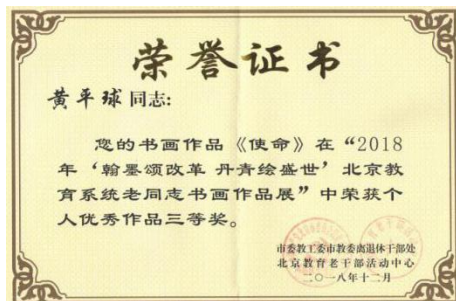 荣誉证书
黄平球同志:
您的书画作品《使命》在“2018
年‘翰墨颂改革 丹青绘盛世’北京教
育系统老同志书画作品展”中荣获个
人优秀作品三等奖。
市委教工委市教委离退休干部处
北京教育老干部活动中心
二〇一八年十二月